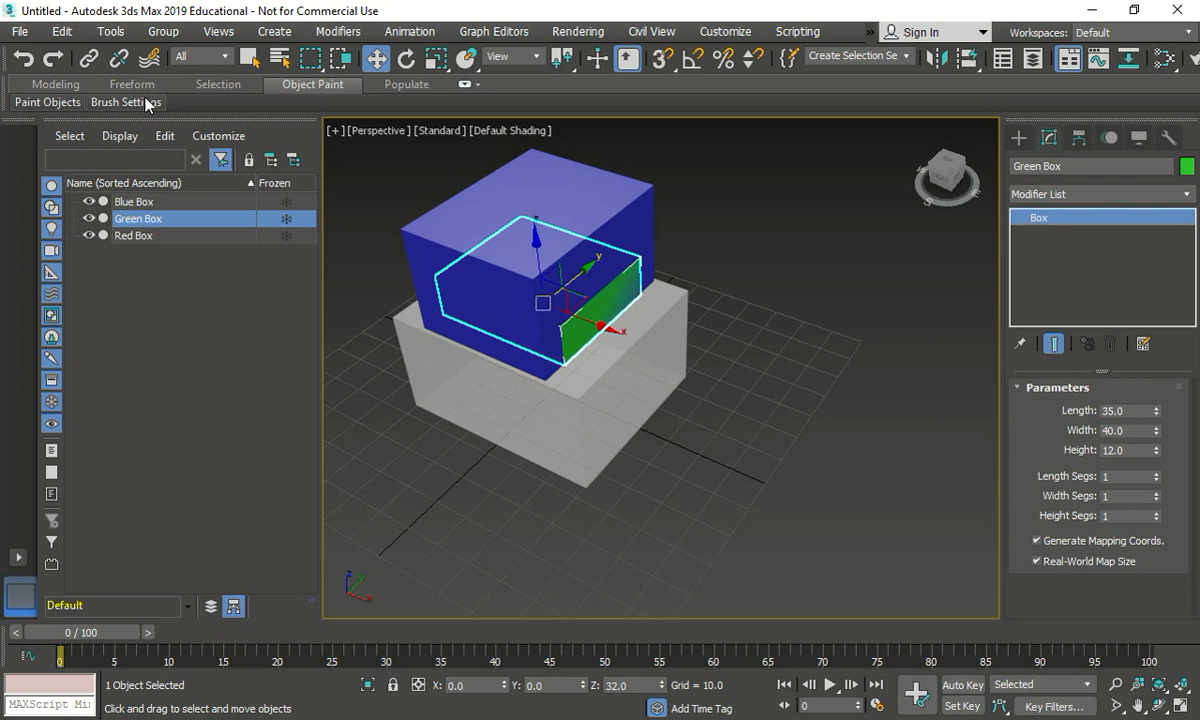 Untitled - Autodesk 3ds Max 2019 Educational - Not for Commercial Use
File Edit Tools Group Views Create Modifiers Animation Graph Editors Rendering Civil View Customize Scripting » Sign In Workspaces: Default
All View Create Selection Se
Modeling Freeform Selection Object Paint Populate
Paint Objects Brush Settings
Select Display Edit Customize
[+] [Perspective ] [Standard ] [Default Shading ]
Green Box
Name (Sorted Ascending) Frozen
Modifier List
Blue Box
Green Box
Red Box
Box
z
y
x
Parameters
Length: 35.0
Width: 40.0
Height: 12.0
Length Segs: 1
Width Segs: 1
Height Segs: 1
Generate Mapping Coords.
Real-World Map Size
Default
< 0 / 100 >
0 5 10 15 20 25 30 35 40 45 50 55 60 65 70 75 80 85 90 95 100
1 Object Selected X: 0.0 Y: 0.0 Z: 32.0 Grid = 10.0 Auto Key Selected
MAXScript Mi
Click and drag to select and move objects Add Time Tag 0 Set Key Key Filters...